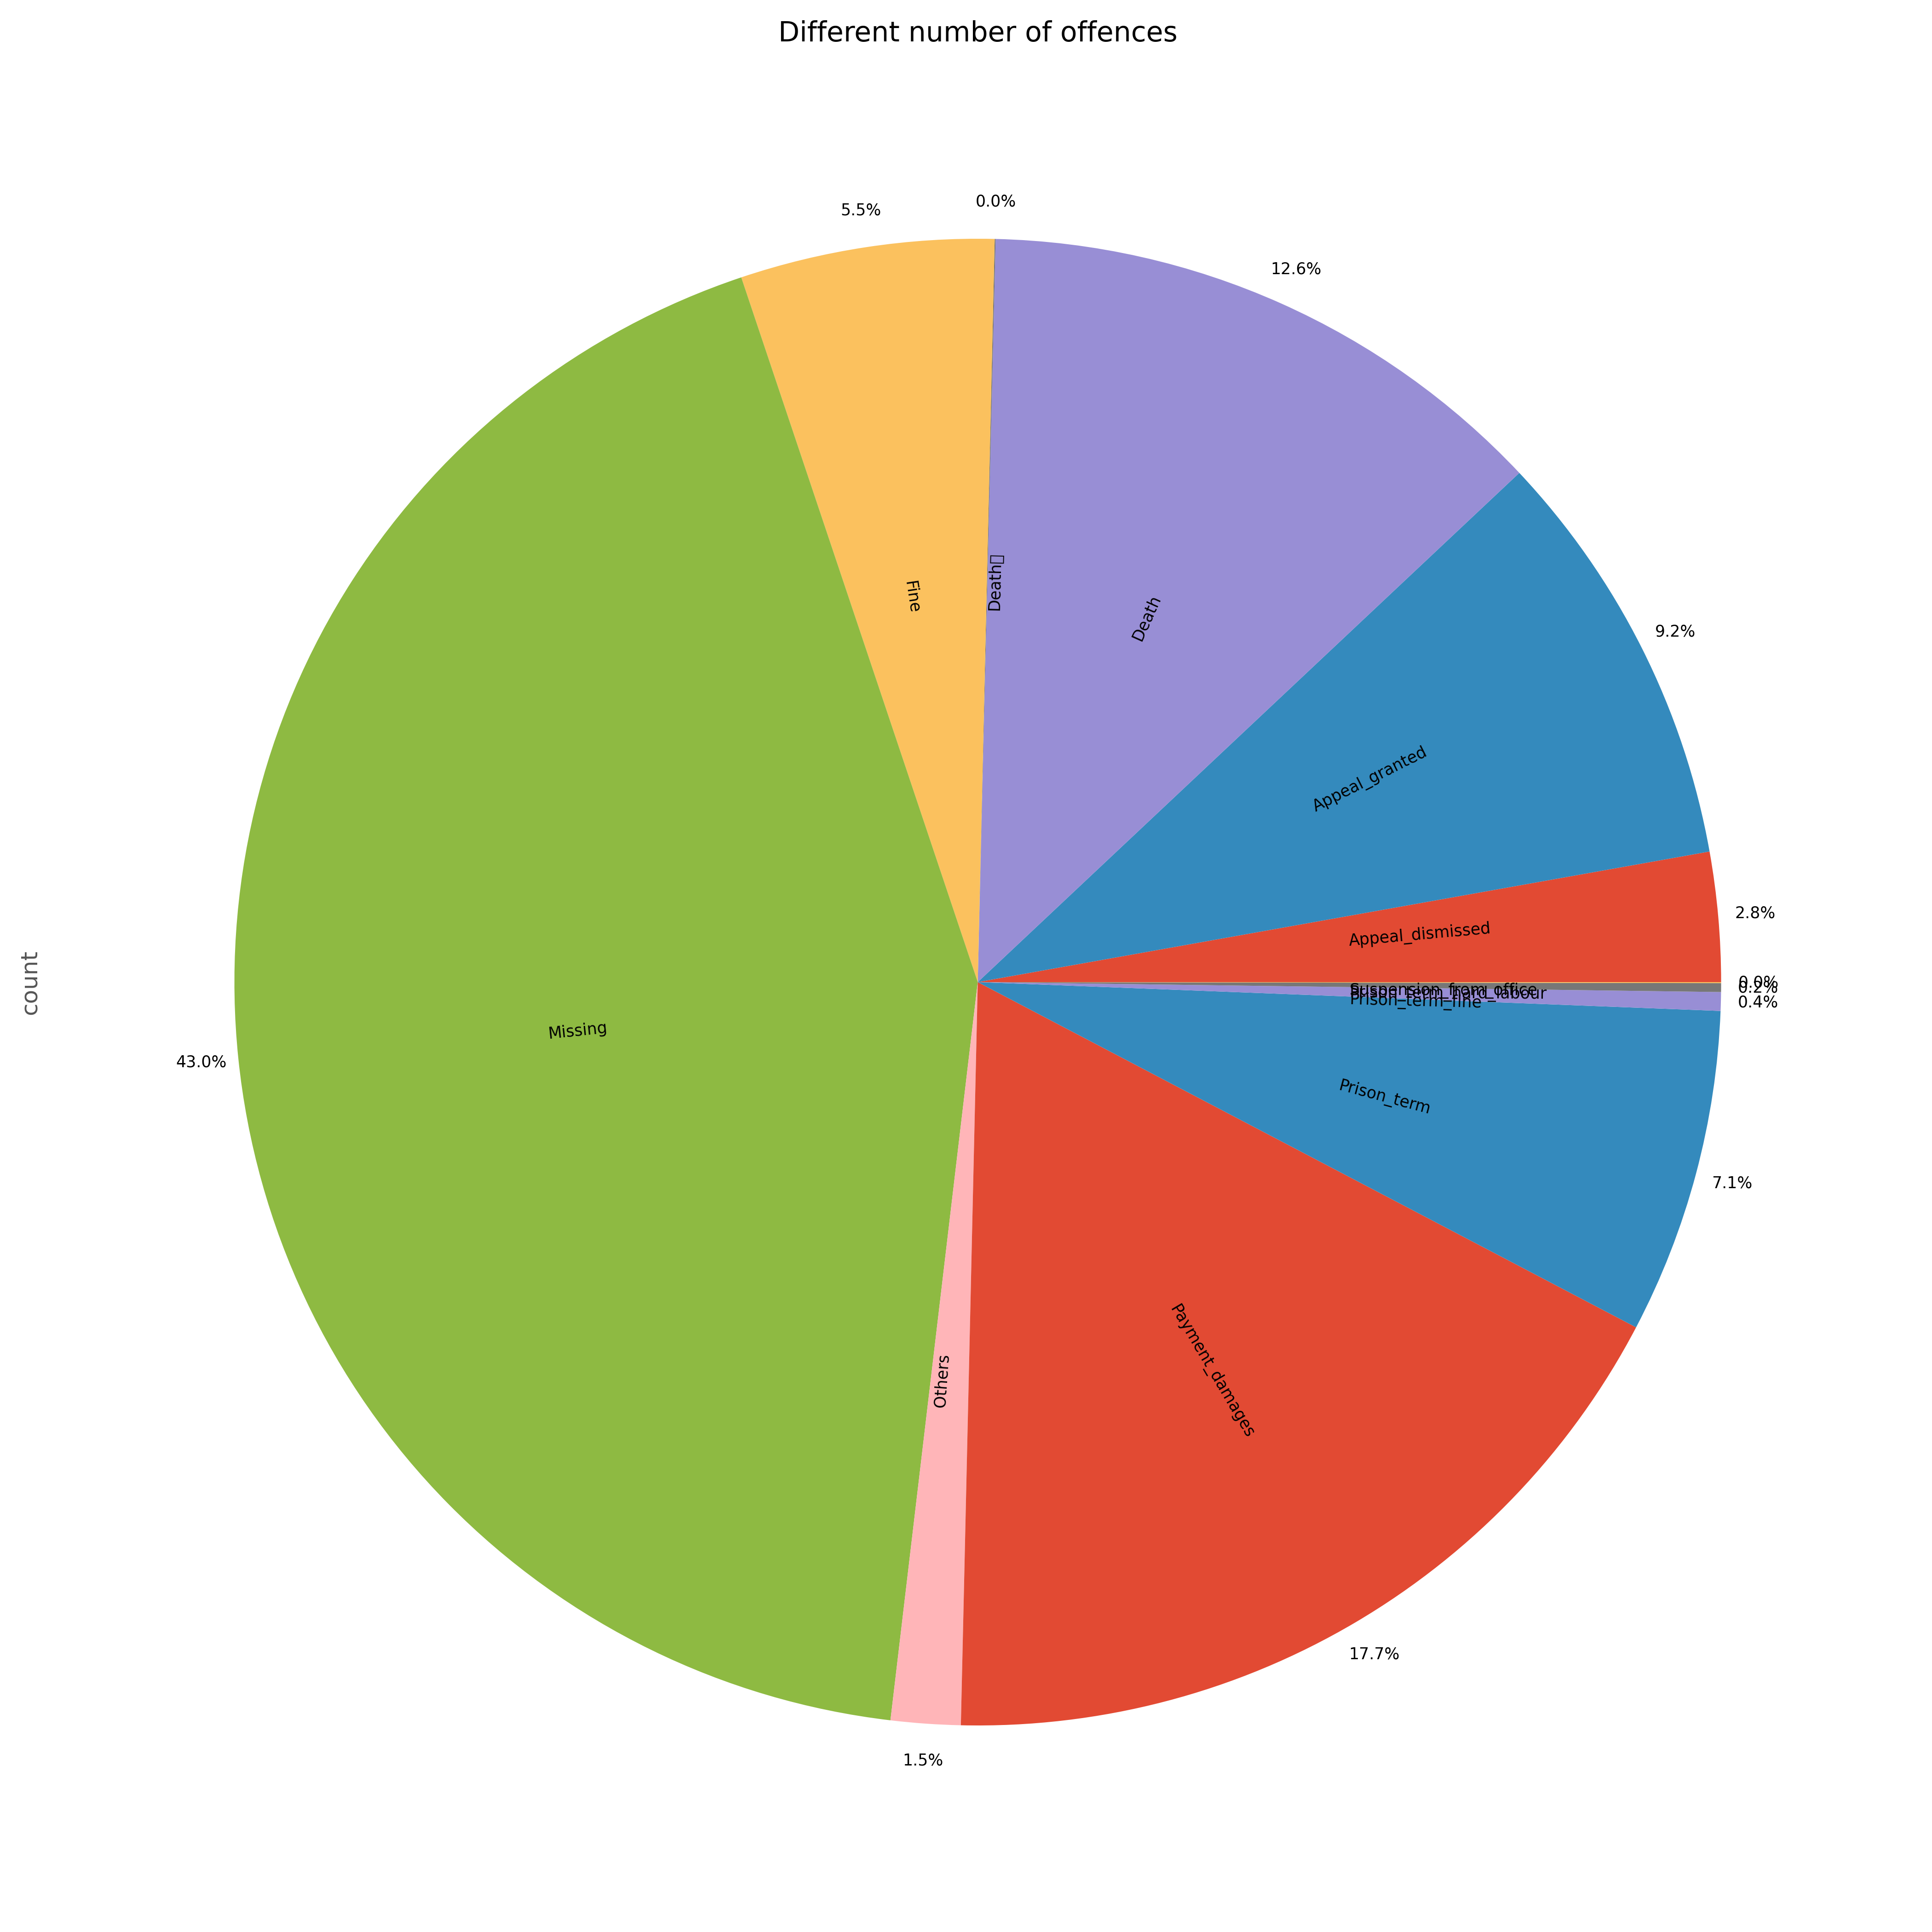 Different number of offences
0.0%
5.5%
12.6%
Death
Fine
Death
9.2%
Appeal_granted
2.8%
Appeal_dismissed
0.0%
Suspension_from_office
0.2%
Prison_term_hard_labour
0.4%
Prison_term_fine
count
Missing
43.0%
Prison_term
7.1%
Payment_damages
Others
17.7%
1.5%